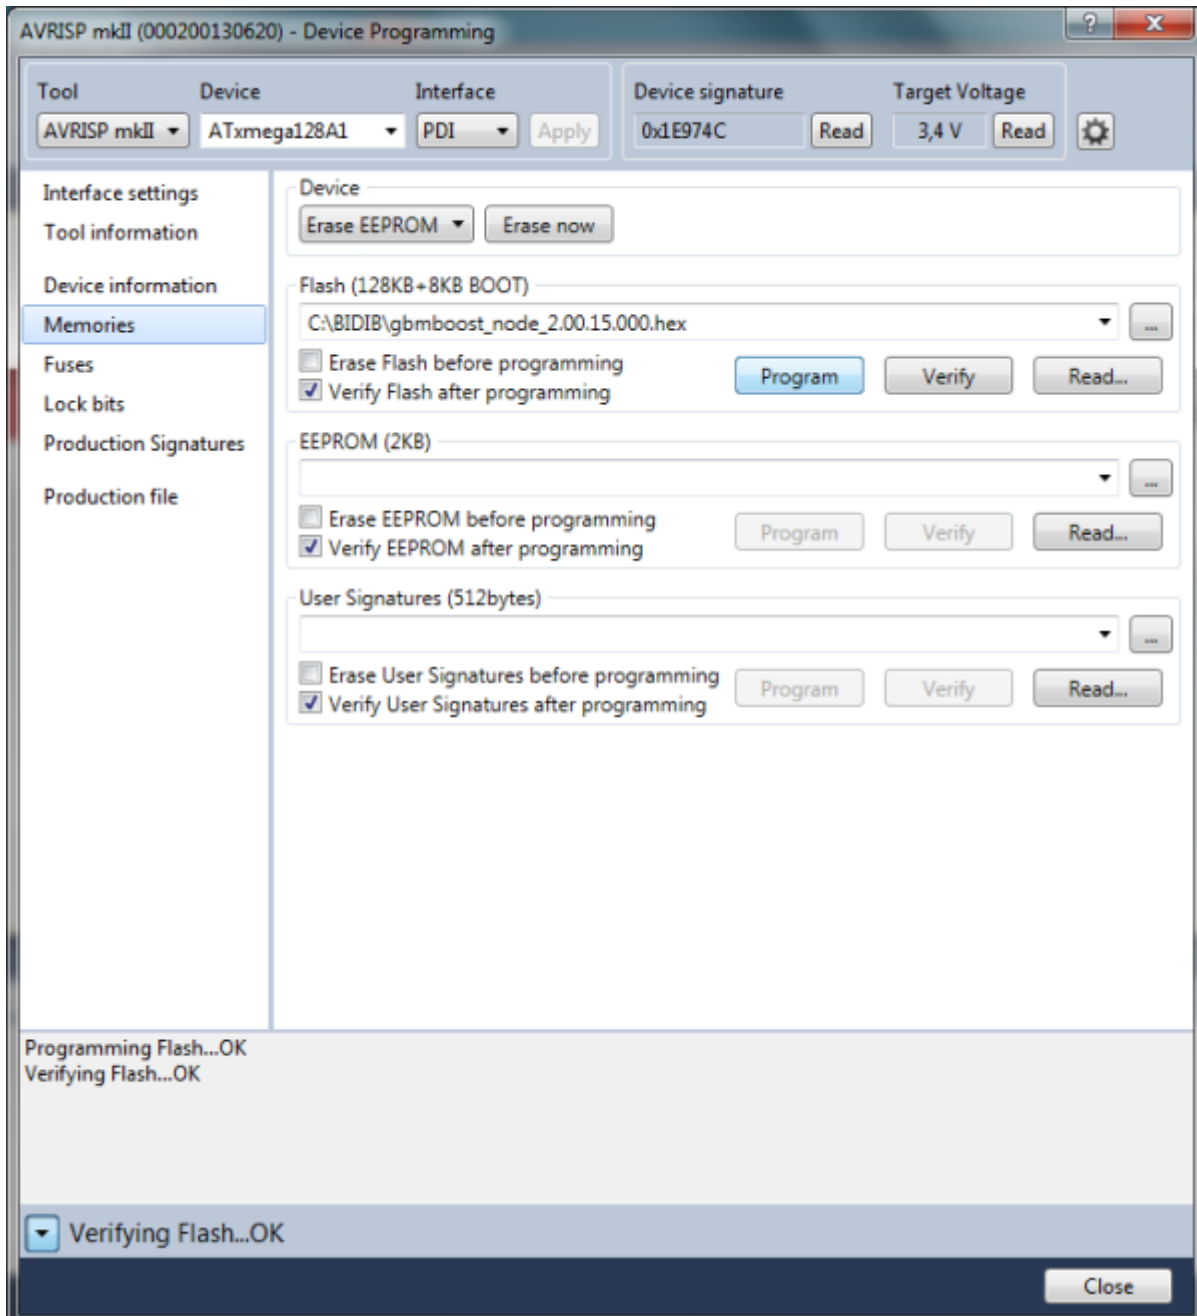 AVRISP mkII (000200130620) - Device Programming
Tool Device Interface Device signature Target Voltage
AVRISP mkII ATxmega128A1 PDI Apply 0x1E974C Read 3,4 V Read
Interface settings
Tool information
Device information
Memories
Fuses
Lock bits
Production Signatures
Production file
Device
Erase EEPROM Erase now
Flash (128KB+8KB BOOT)
C:\BIDIB\gbmboost_node_2.00.15.000.hex ...
Erase Flash before programming
Verify Flash after programming
Program Verify Read...
EEPROM (2KB)
...
Erase EEPROM before programming
Verify EEPROM after programming
Program Verify Read...
User Signatures (512bytes)
...
Erase User Signatures before programming
Verify User Signatures after programming
Program Verify Read...
Programming Flash...OK
Verifying Flash...OK
Verifying Flash...OK
Close